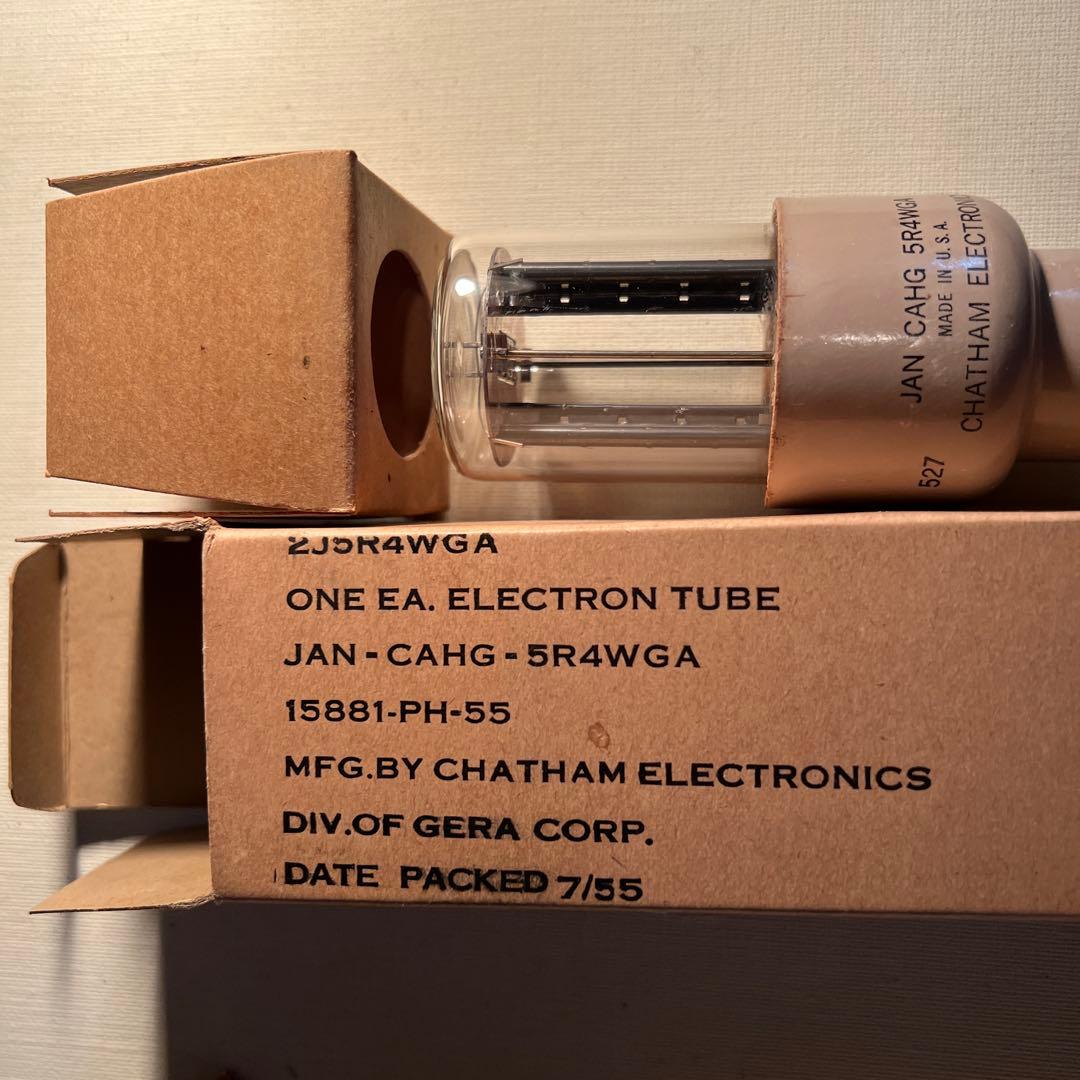 JAN CAHG 5R4WGA
MADE IN U.S.A.
CHATHAM ELECTRONICS
527
2J5R4WGA
ONE EA. ELECTRON TUBE
JAN-CAHG-5R4WGA
15881-PH-55
MFG.BY CHATHAM ELECTRONICS
DIV.OF GERA CORP.
DATE PACKED 7/55